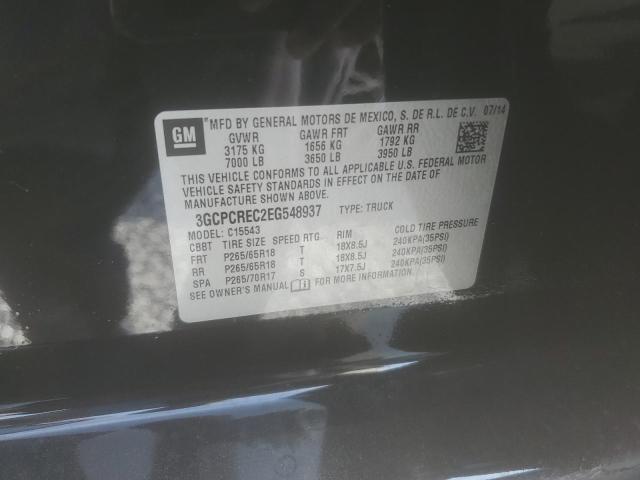 GM
MFD BY GENERAL MOTORS DE MEXICO, S. DE R.L. DE C.V. 07/14
GVWR GAWR FRT GAWR RR
3175 KG 1656 KG 1792 KG
7000 LB 3650 LB 3950 LB
THIS VEHICLE CONFORMS TO ALL APPLICABLE U.S. FEDERAL MOTOR
VEHICLE SAFETY STANDARDS IN EFFECT ON THE DATE OF
MANUFACTURE SHOWN ABOVE.
3GCPCREC2EG548937 TYPE: TRUCK
MODEL: C15543
CBBT TIRE SIZE SPEED RTG RIM COLD TIRE PRESSURE
FRT P265/65R18 T 18X8.5J 240KPA(35PSI)
RR P265/65R18 T 18X8.5J 240KPA(35PSI)
SPA P265/70R17 S 17X7.5J 240KPA(35PSI)
SEE OWNER'S MANUAL FOR MORE INFORMATION